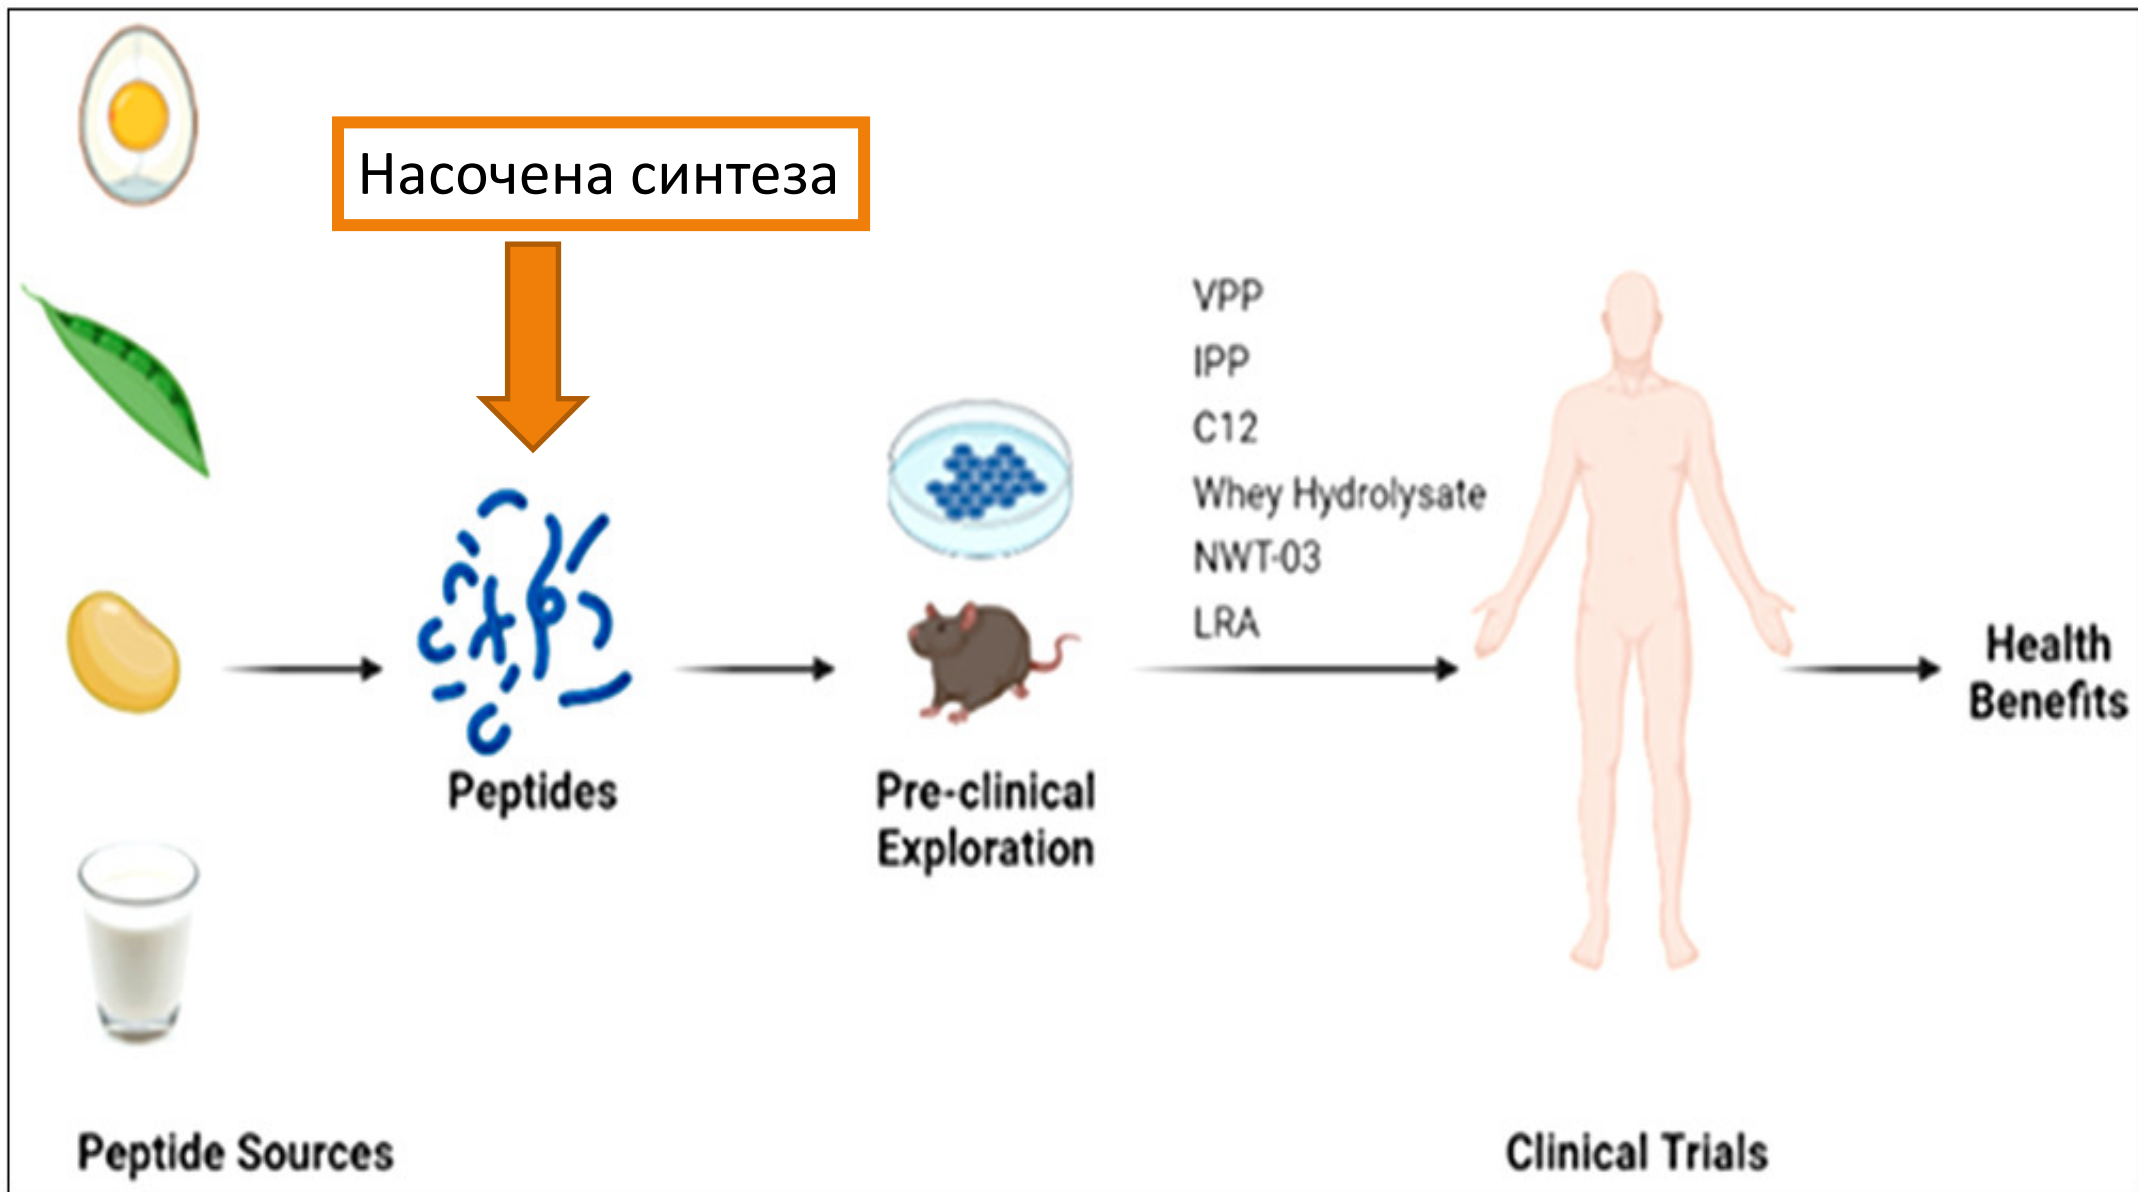 Насочена синтеза
VPP
IPP
C12
Whey Hydrolysate
NWT-03
LRA
Health
Benefits
Peptides
Pre-clinical
Exploration
Peptide Sources
Clinical Trials